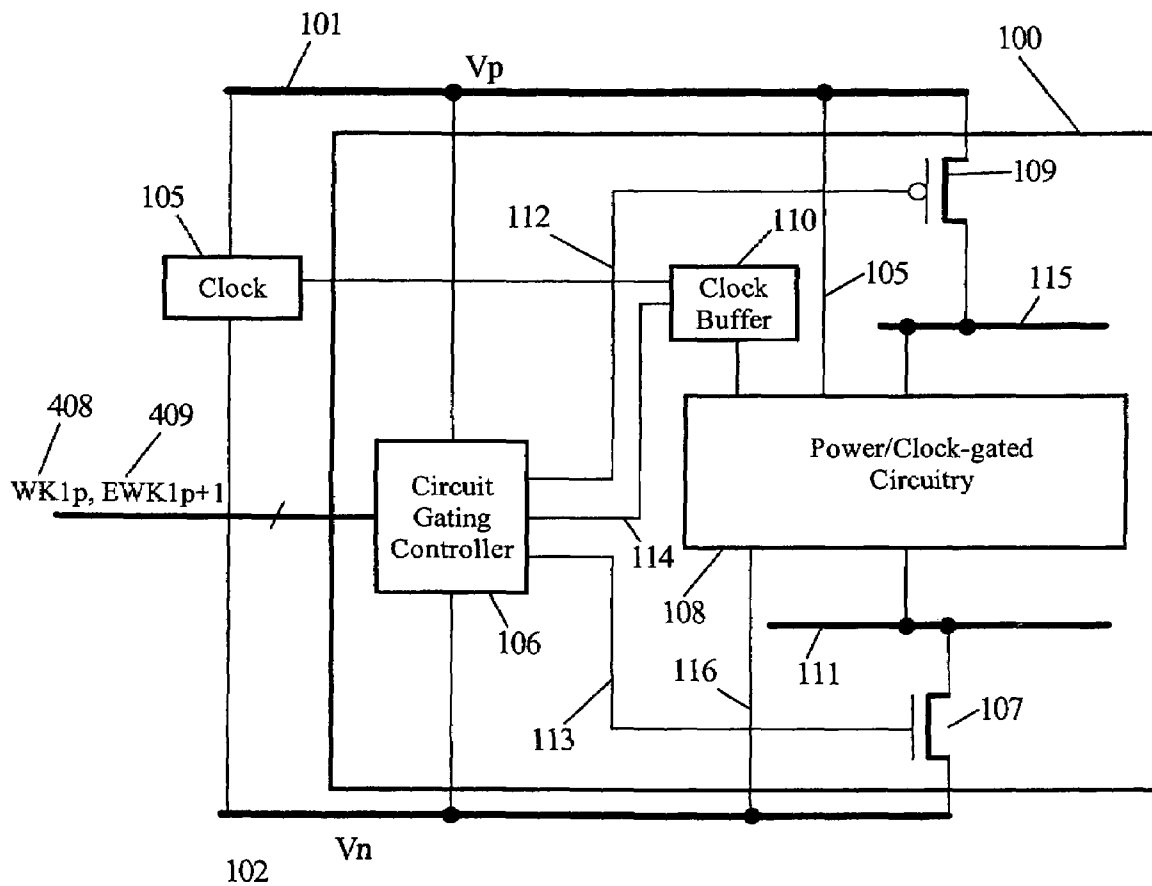 101
Vp
100
109
105
112
110
Clock
Clock
Buffer
105
115
408
409
WK1p, EWK1p+1
Circuit
Gating
Controller
Power/Clock-gated
Circuitry
114
108
106
111
116
107
113
Vn
102